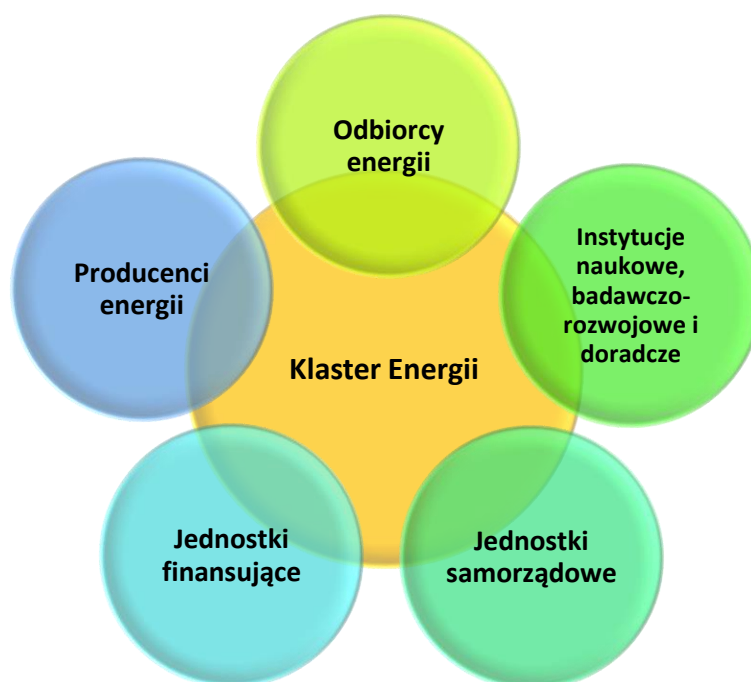 Odbiorcy
energii
Instytucje
naukowe,
badawczo-
rozwojowe i
doradcze
Producenci
energii
Klaster Energii
Jednostki
finansujące
Jednostki
samorządowe